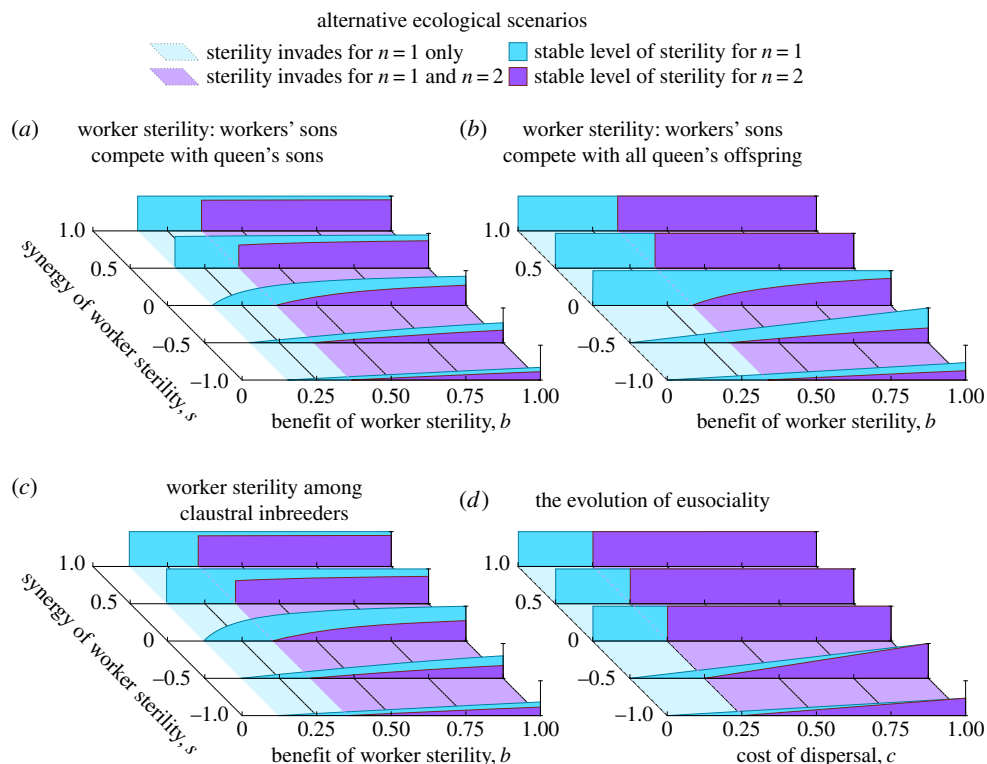 alternative ecological scenarios
sterility invades for n = 1 only
stable level of sterility for n = 1
sterility invades for n = 1 and n = 2
stable level of sterility for n = 2
(a)
worker sterility: workers' sons
compete with queen's sons
1.0
0.5
0
−0.5
−1.0
synergy of worker sterility, s
0 0.25 0.50 0.75 1.00
benefit of worker sterility, b
(b)
worker sterility: workers' sons
compete with all queen's offspring
1.0
0.5
0
−0.5
−1.0
0 0.25 0.50 0.75 1.00
benefit of worker sterility, b
(c)
worker sterility among
claustral inbreeders
1.0
0.5
0
−0.5
−1.0
synergy of worker sterility, s
0 0.25 0.50 0.75 1.00
benefit of worker sterility, b
(d)
the evolution of eusociality
1.0
0.5
0
−0.5
−1.0
0 0.25 0.50 0.75 1.00
cost of dispersal, c